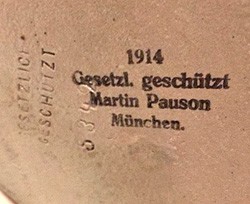 1914
Gesetzl. geschützt
Martin Pauson
München.
GESETZLICH
GESCHÜTZT